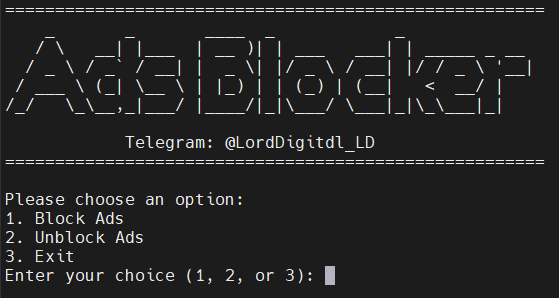 Ads Blocker
Telegram: @LordDigitdl_LD
Please choose an option:
1. Block Ads
2. Unblock Ads
3. Exit
Enter your choice (1, 2, or 3):